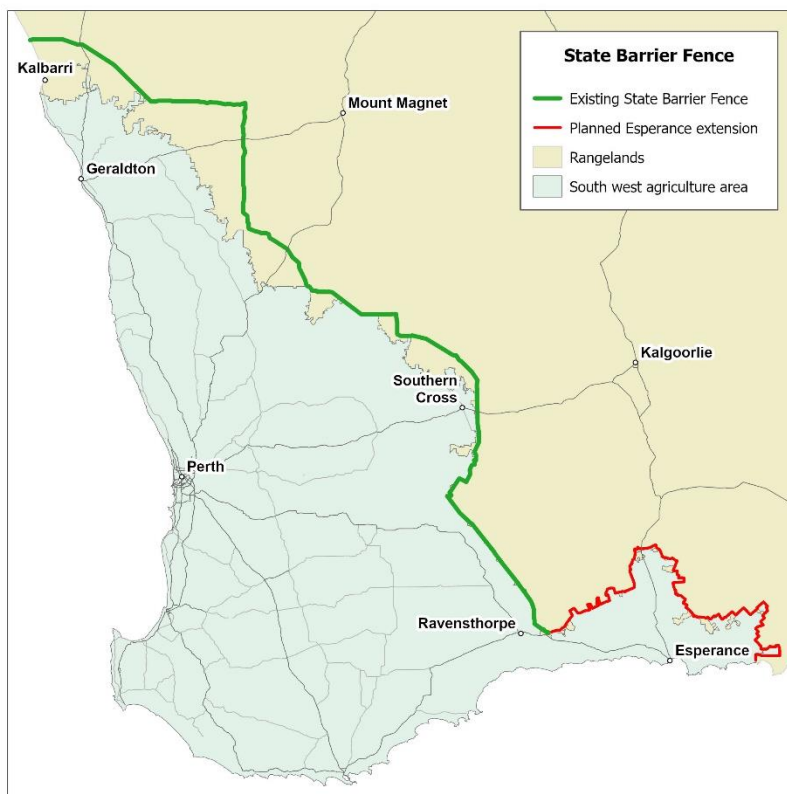 State Barrier Fence
Existing State Barrier Fence
Planned Esperance extension
Rangelands
South west agriculture area
Kalbarri
Mount Magnet
Geraldton
Kalgoorlie
Southern
Cross
Perth
Ravensthorpe
Esperance